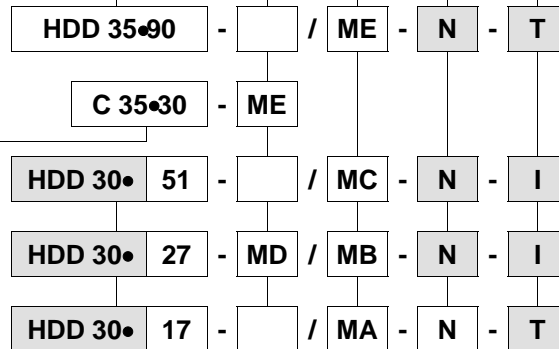 HDD 35•90 - / ME - N - T
C 35•30 - ME
HDD 30• 51 - / MC - N - I
HDD 30• 27 - MD / MB - N - I
HDD 30• 17 - / MA - N - T